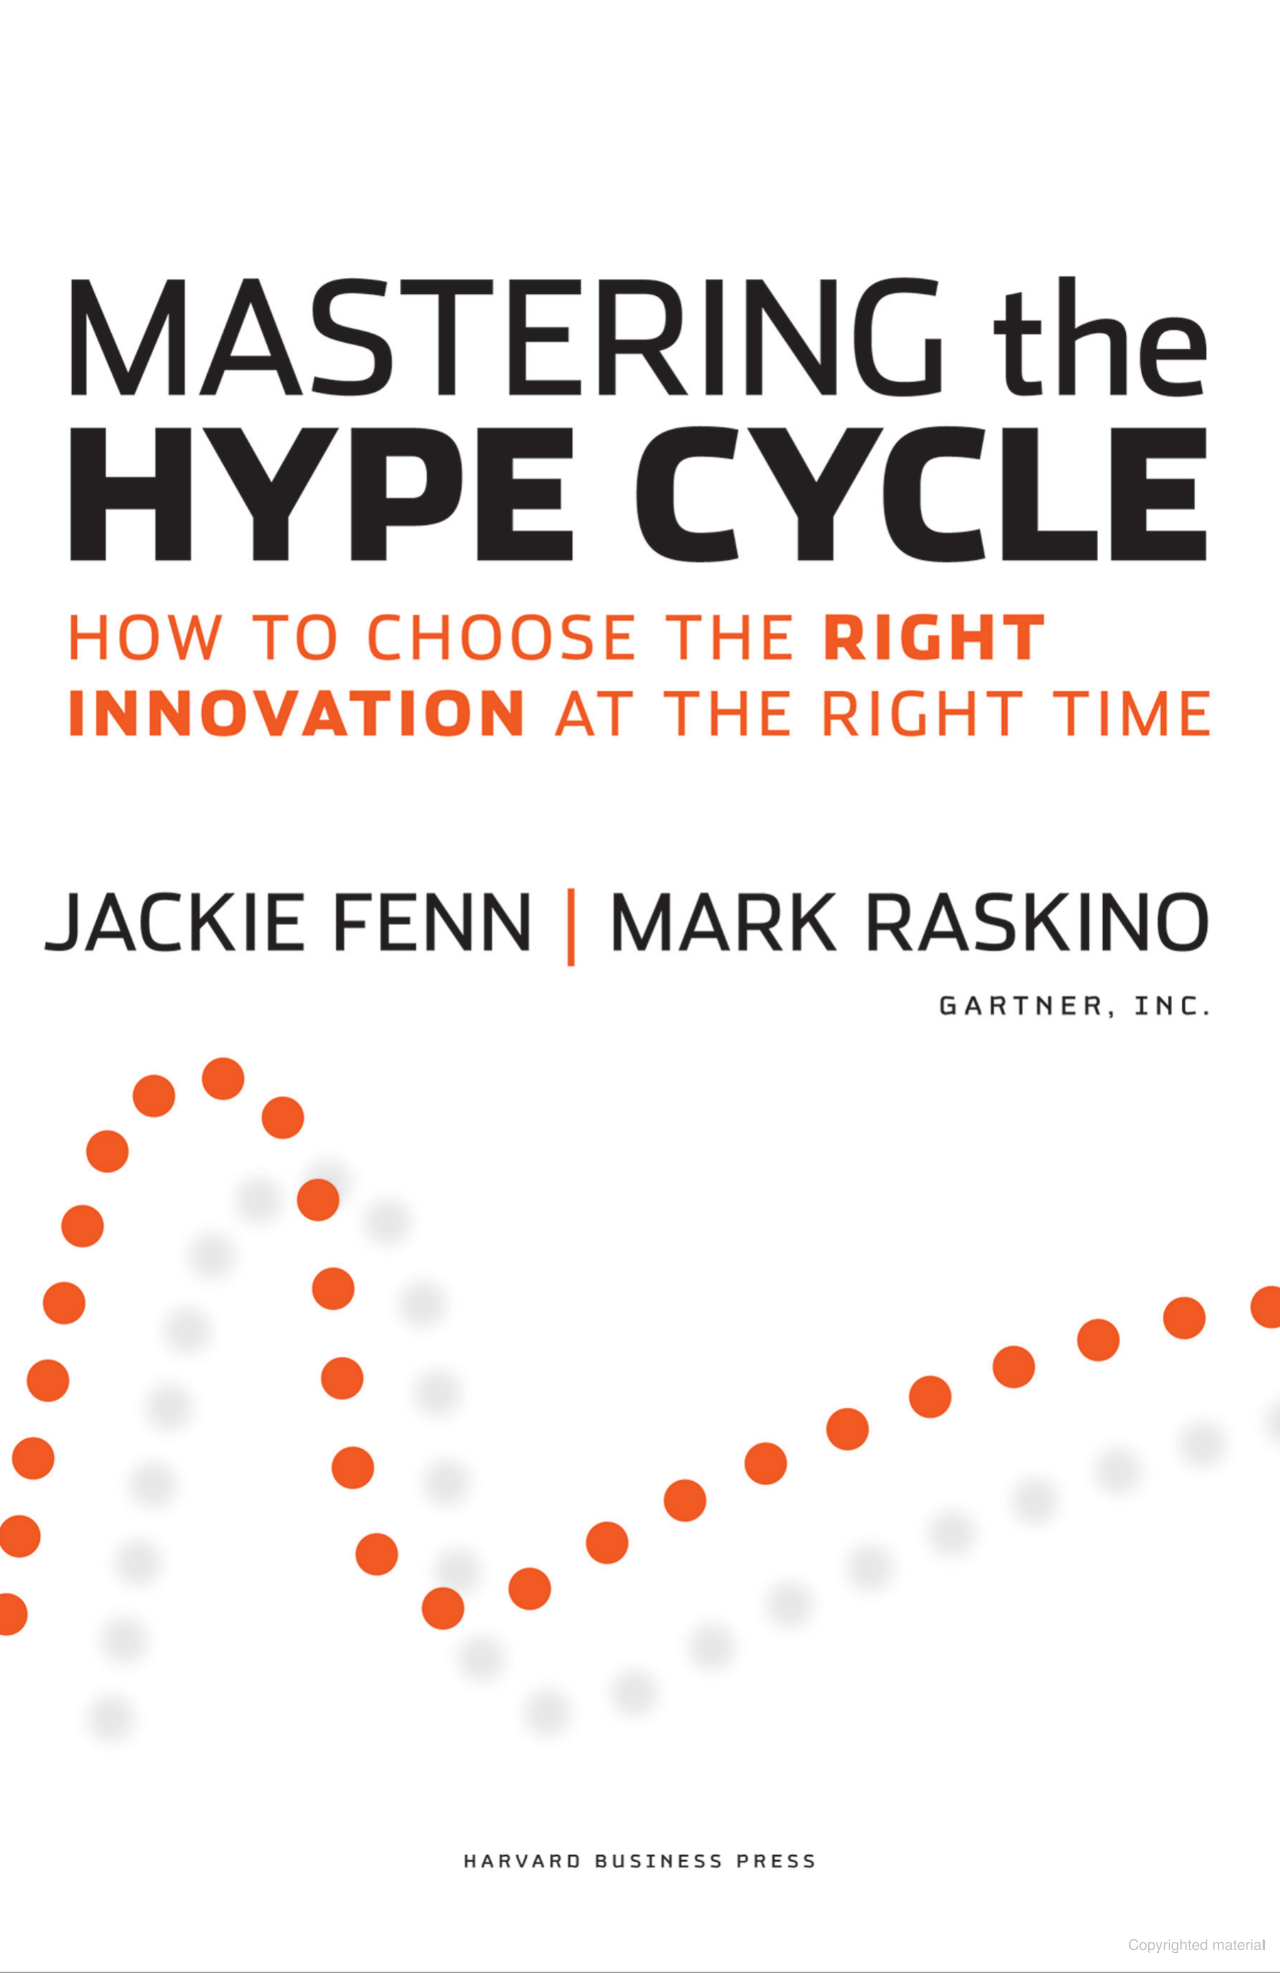 MASTERING the
HYPE CYCLE
HOW TO CHOOSE THE RIGHT
INNOVATION AT THE RIGHT TIME
JACKIE FENN | MARK RASKINO
GARTNER, INC.
HARVARD BUSINESS PRESS
Copyrighted material